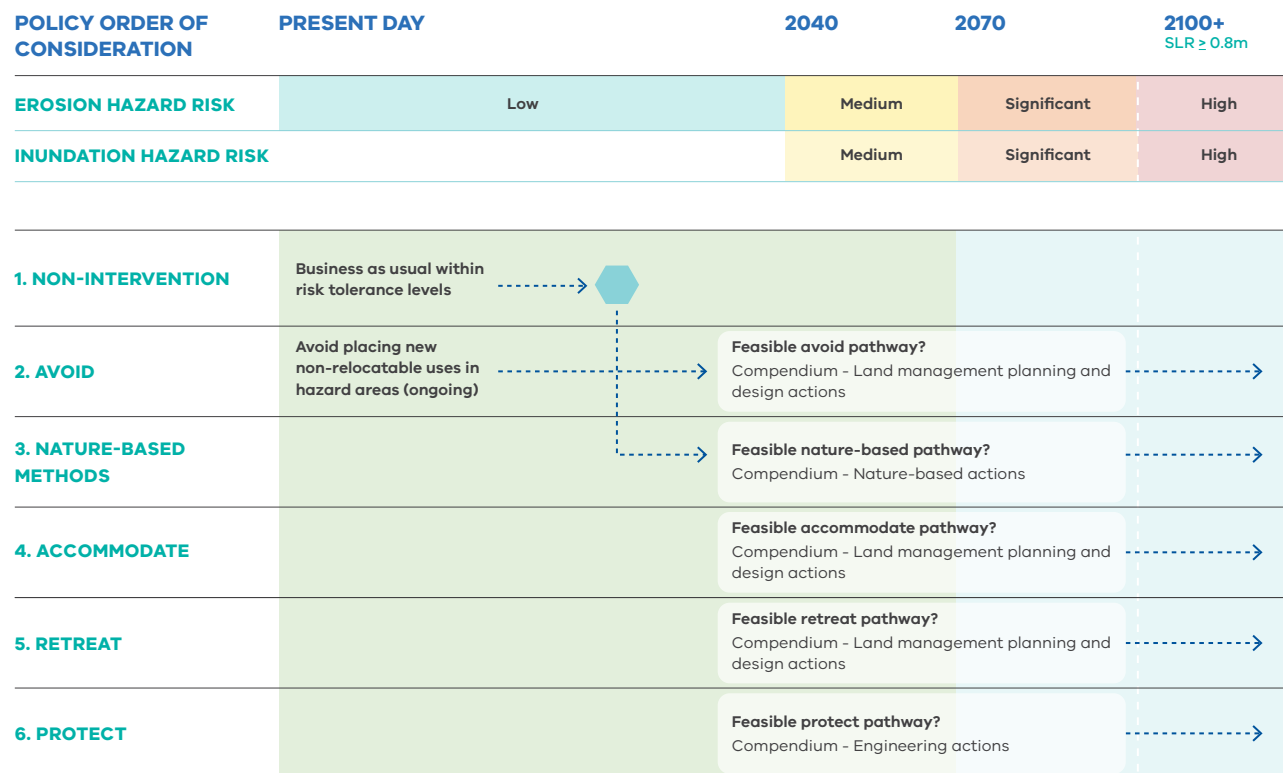 POLICY ORDER OF
CONSIDERATION
PRESENT DAY
2040
2070
2100+
SLR ≥ 0.8m
EROSION HAZARD RISK
Low
Medium
Significant
High
INUNDATION HAZARD RISK
Medium
Significant
High
1. NON-INTERVENTION
Business as usual within
risk tolerance levels
2. AVOID
Avoid placing new
non-relocatable uses in
hazard areas (ongoing)
Feasible avoid pathway?
Compendium - Land management planning and
design actions
3. NATURE-BASED
METHODS
Feasible nature-based pathway?
Compendium - Nature-based actions
4. ACCOMMODATE
Feasible accommodate pathway?
Compendium - Land management planning and
design actions
5. RETREAT
Feasible retreat pathway?
Compendium - Land management planning and
design actions
6. PROTECT
Feasible protect pathway?
Compendium - Engineering actions